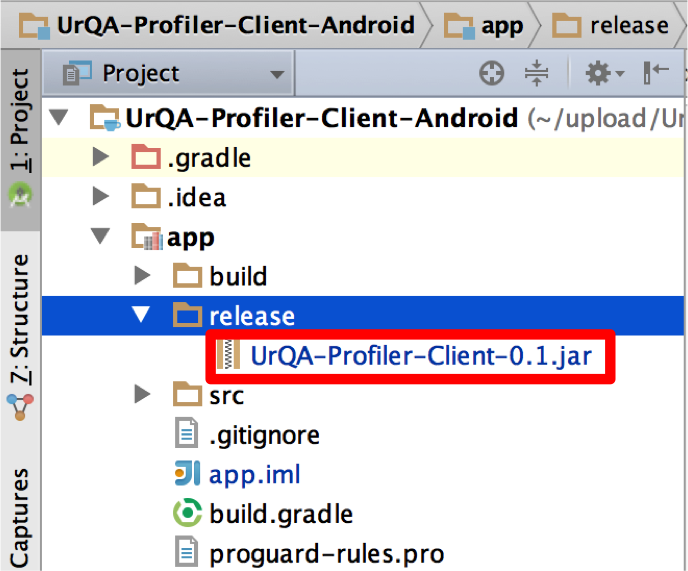 UrQA-Profiler-Client-Android app release
1: Project
Project
UrQA-Profiler-Client-Android (~/upload/Ur
.gradle
.idea
app
build
release
UrQA-Profiler-Client-0.1.jar
src
.gitignore
app.iml
build.gradle
proguard-rules.pro
7: Structure
Captures